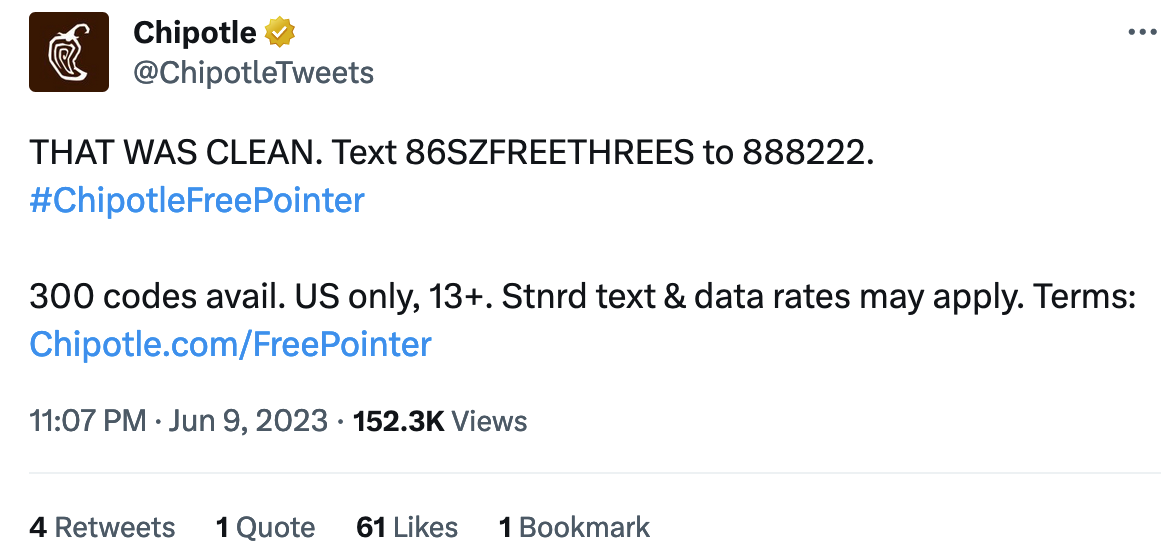 Chipotle
@ChipotleTweets
THAT WAS CLEAN. Text 86SZFREETHREES to 888222.
#ChipotleFreePointer
300 codes avail. US only, 13+. Stnrd text & data rates may apply. Terms:
Chipotle.com/FreePointer
11:07 PM · Jun 9, 2023 · 152.3K Views
4 Retweets 1 Quote 61 Likes 1 Bookmark